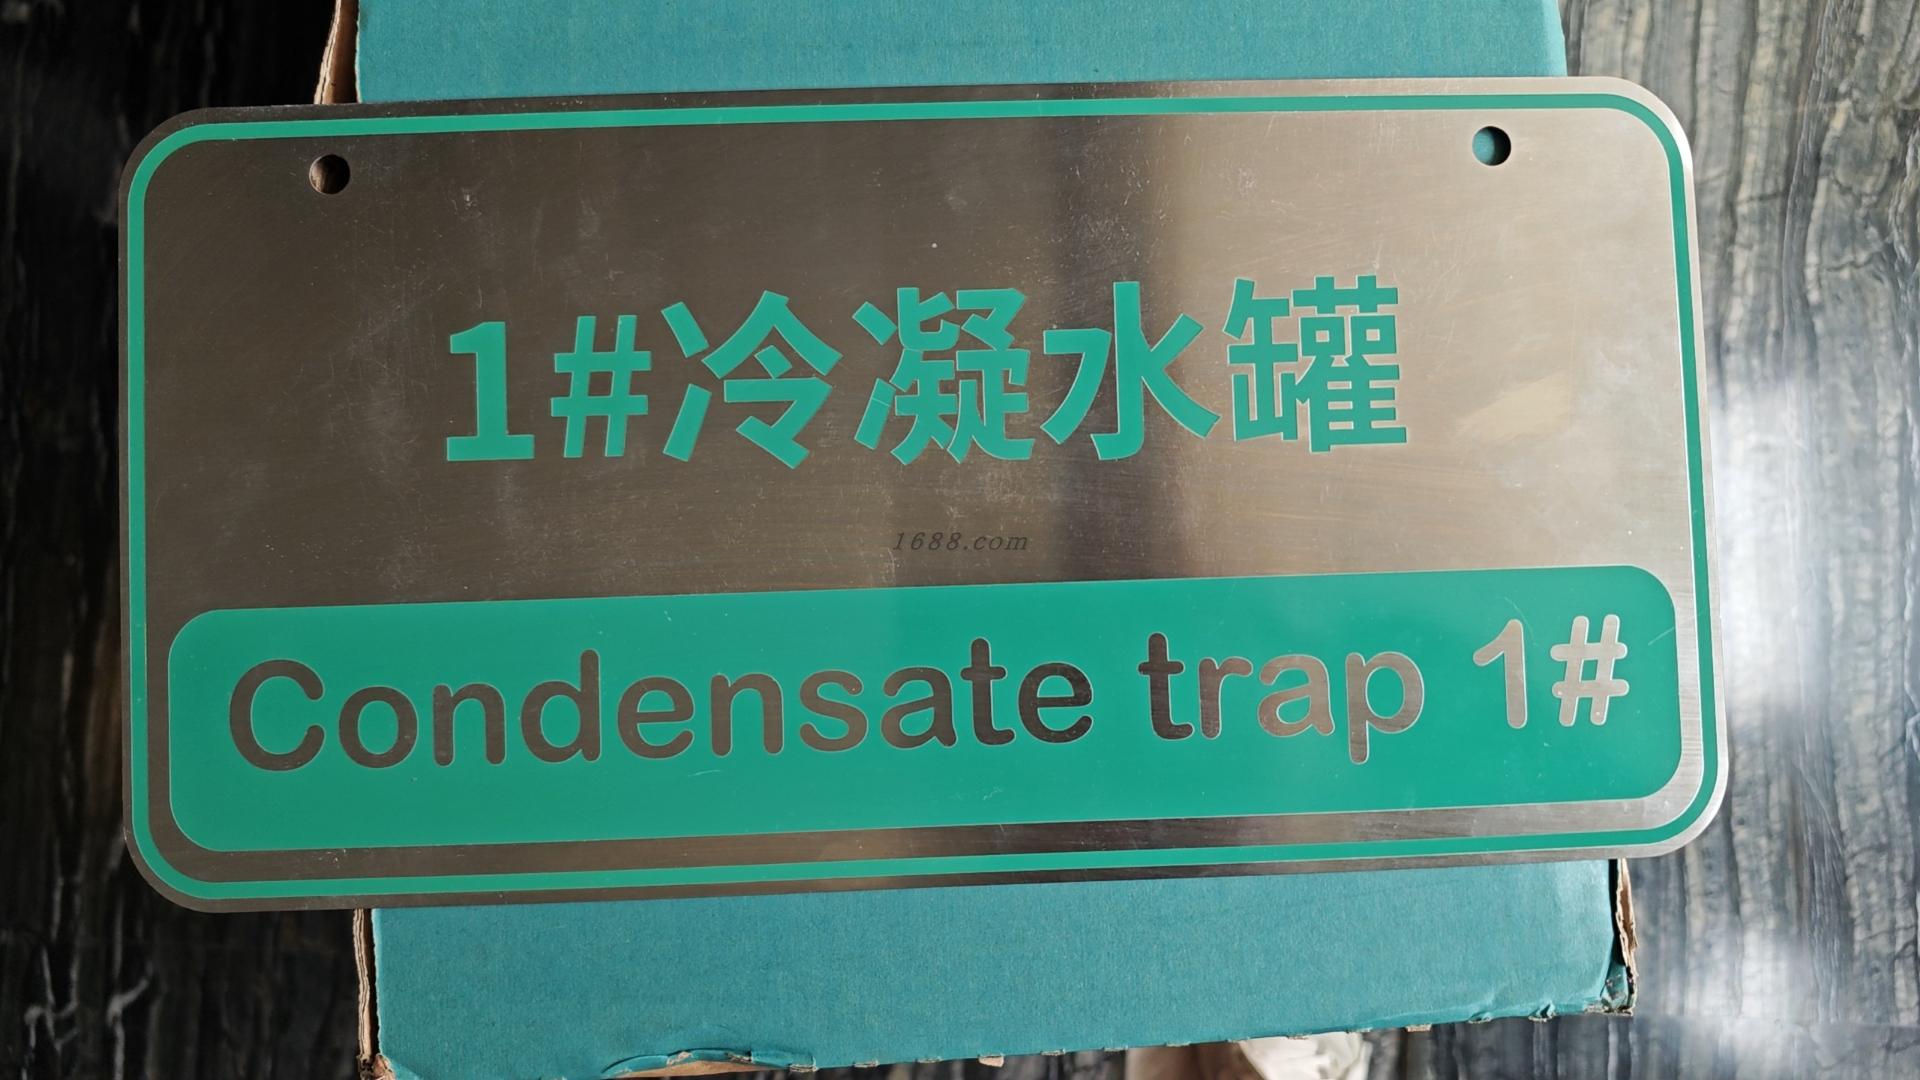 1#冷凝水罐
1688.com
Condensate trap 1#